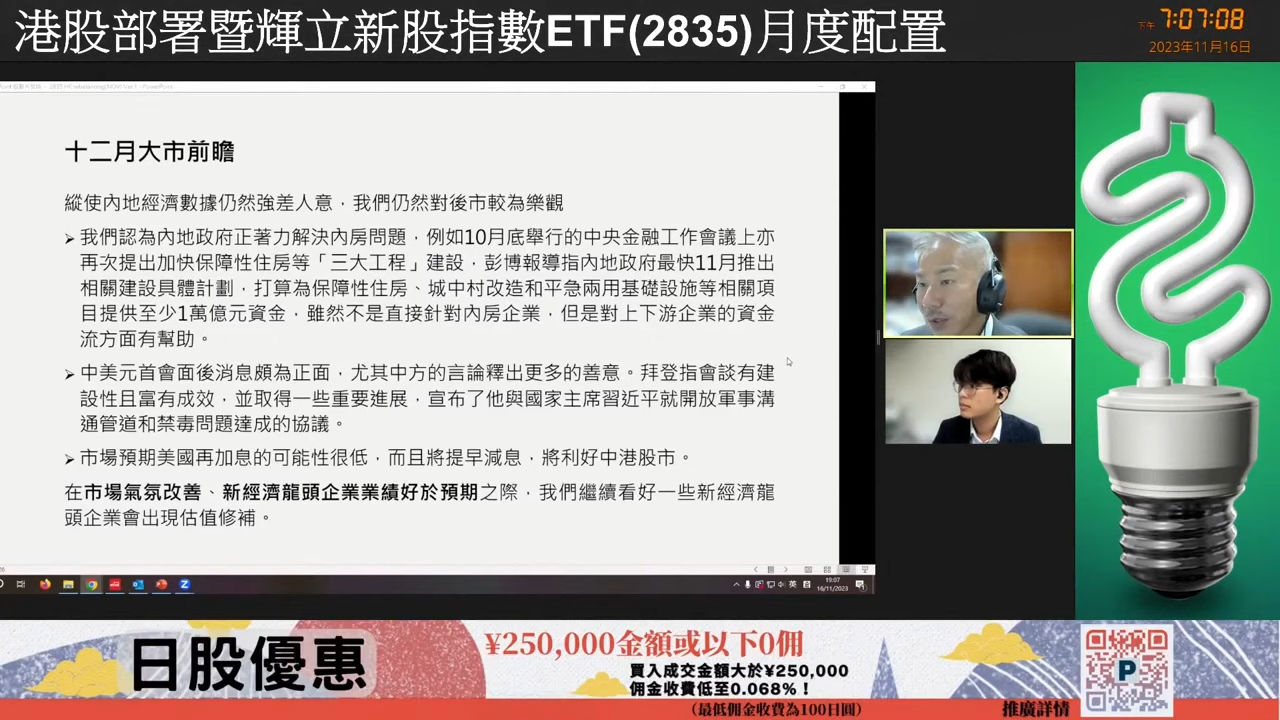 港股部署暨輝立新股指數ETF(2835)月度配置
下午 7:07:08
2023年11月16日
十二月大市前瞻
縱使內地經濟數據仍然強差人意，我們仍然對後市較為樂觀
➢ 我們認為內地政府正著力解決內房問題，例如10月底舉行的中央金融工作會議上亦
再次提出加快保障性住房等「三大工程」建設，彭博報導指內地政府最快11月推出
相關建設具體計劃，打算為保障性住房、城中村改造和平急兩用基礎設施等相關項
目提供至少1萬億元資金，雖然不是直接針對內房企業，但是對上下游企業的資金
流方面有幫助。
➢ 中美元首會面後消息頗為正面，尤其中方的言論釋出更多的善意。拜登指會談有建
設性且富有成效，並取得一些重要進展，宣布了他與國家主席習近平就開放軍事溝
通管道和禁毒問題達成的協議。
➢ 市場預期美國再加息的可能性很低，而且將提早減息，將利好中港股市。
在市場氣氛改善、新經濟龍頭企業業績好於預期之際，我們繼續看好一些新經濟龍
頭企業會出現估值修補。
英
19:07
16/11/2023
日股優惠
¥250,000金額或以下0佣
買入成交金額大於¥250,000
佣金收費低至0.068%！
（最低佣金收費為100日圓）
推廣詳情
P